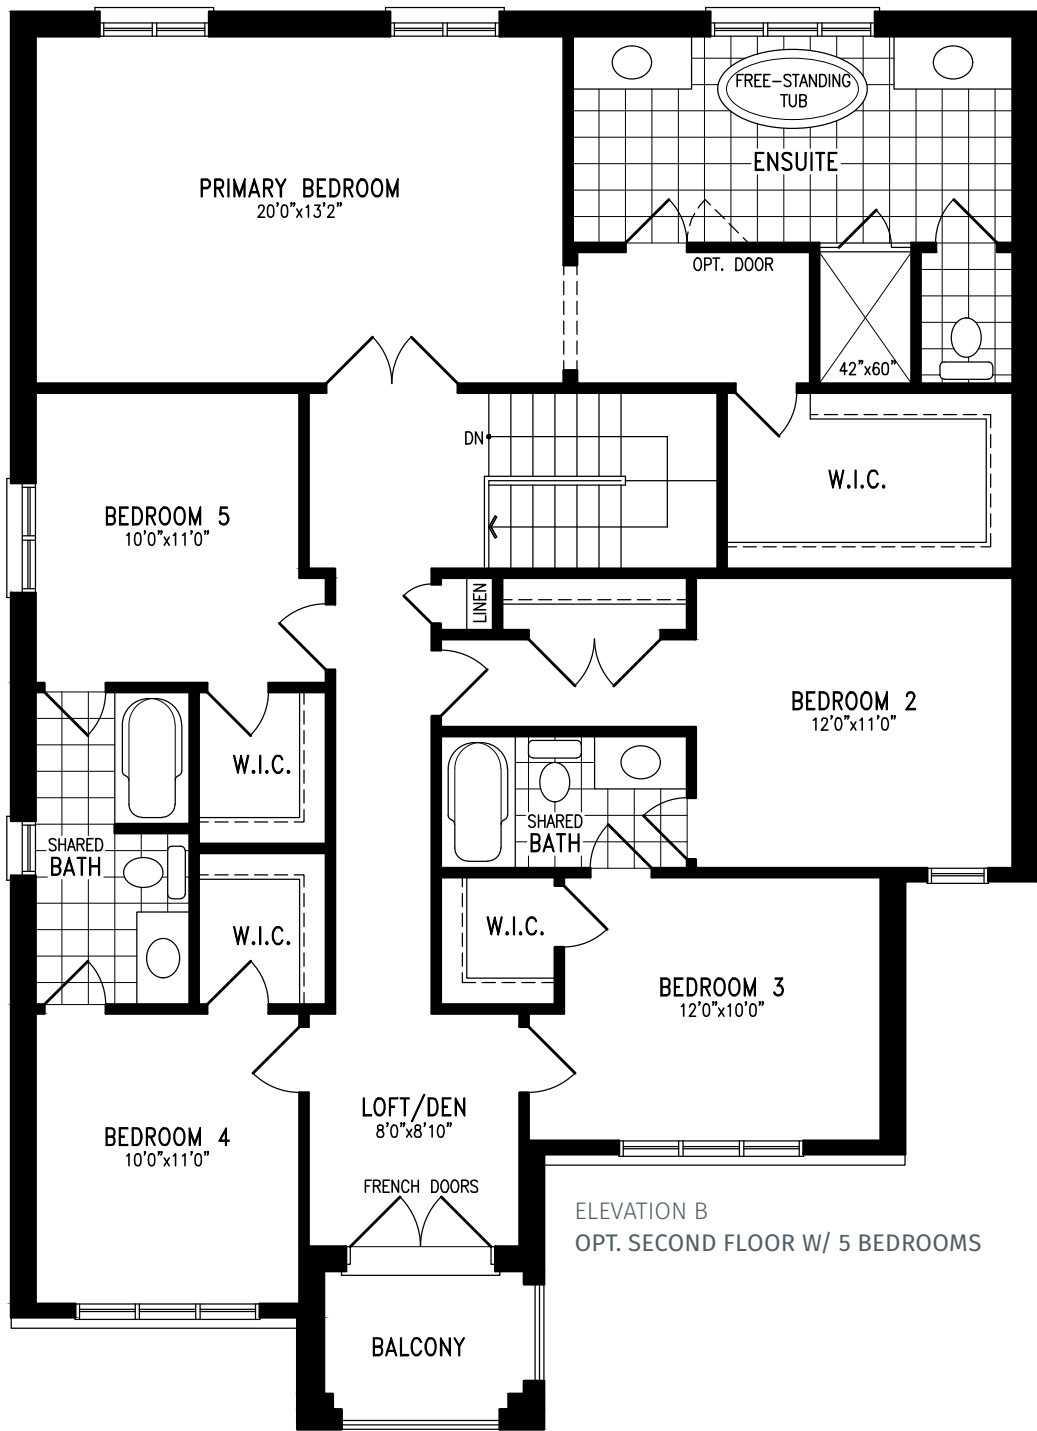 FREE-STANDING
TUB
ENSUITE
PRIMARY BEDROOM
20'0"x13'2"
OPT. DOOR
42"x60"
DN
W.I.C.
BEDROOM 5
10'0"x11'0"
LINEN
BEDROOM 2
12'0"x11'0"
W.I.C.
SHARED
BATH
SHARED
BATH
W.I.C.
W.I.C.
BEDROOM 3
12'0"x10'0"
LOFT/DEN
8'0"x8'10"
BEDROOM 4
10'0"x11'0"
FRENCH DOORS
ELEVATION B
OPT. SECOND FLOOR W/ 5 BEDROOMS
BALCONY